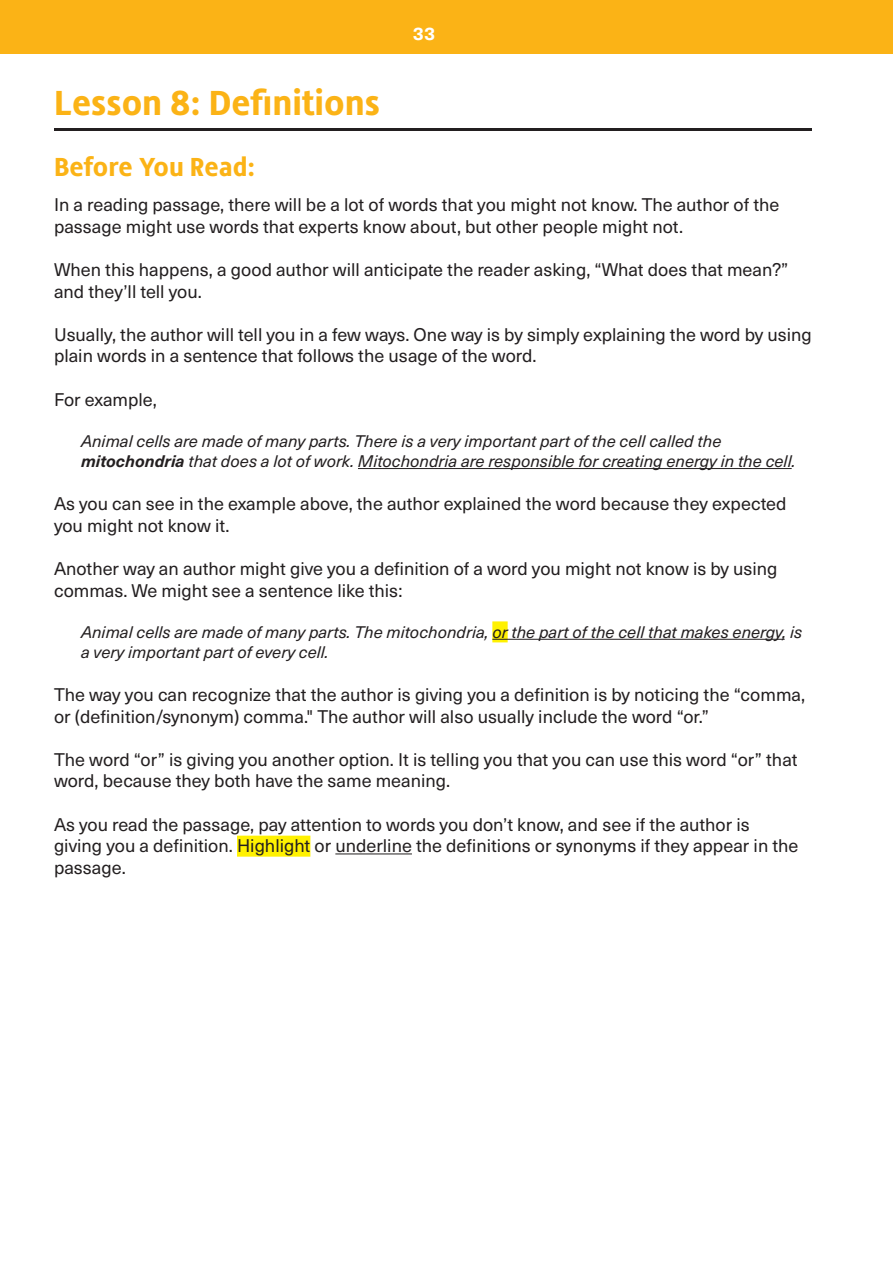 33
Lesson 8: Definitions
Before You Read:
In a reading passage, there will be a lot of words that you might not know. The author of the
passage might use words that experts know about, but other people might not.
When this happens, a good author will anticipate the reader asking, “What does that mean?”
and they’ll tell you.
Usually, the author will tell you in a few ways. One way is by simply explaining the word by using
plain words in a sentence that follows the usage of the word.
For example,
Animal cells are made of many parts. There is a very important part of the cell called the
mitochondria that does a lot of work. Mitochondria are responsible for creating energy in the cell.
As you can see in the example above, the author explained the word because they expected
you might not know it.
Another way an author might give you a definition of a word you might not know is by using
commas. We might see a sentence like this:
Animal cells are made of many parts. The mitochondria, or the part of the cell that makes energy, is
a very important part of every cell.
The way you can recognize that the author is giving you a definition is by noticing the “comma,
or (definition/synonym) comma." The author will also usually include the word “or.”
The word “or” is giving you another option. It is telling you that you can use this word “or” that
word, because they both have the same meaning.
As you read the passage, pay attention to words you don’t know, and see if the author is
giving you a definition. Highlight or underline the definitions or synonyms if they appear in the
passage.